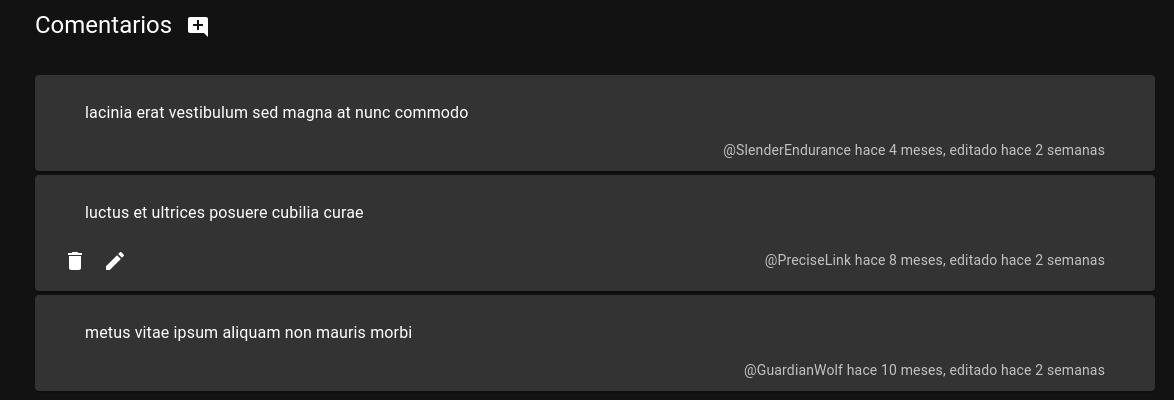 Comentarios
lacinia erat vestibulum sed magna at nunc commodo
@SlenderEndurance hace 4 meses, editado hace 2 semanas
luctus et ultrices posuere cubilia curae
@PreciseLink hace 8 meses, editado hace 2 semanas
metus vitae ipsum aliquam non mauris morbi
@GuardianWolf hace 10 meses, editado hace 2 semanas